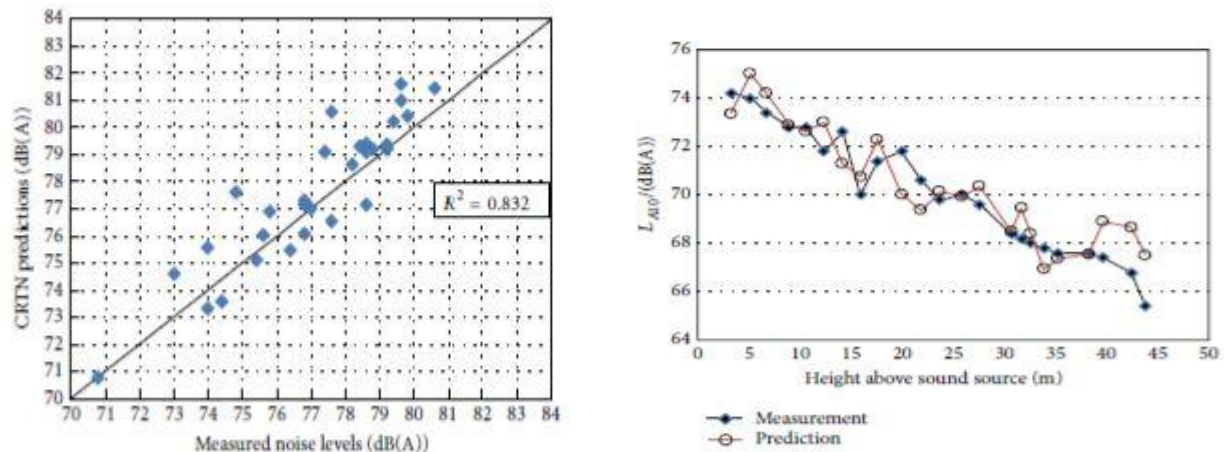 84
83
82
81
80
79
78
77
76
75
74
73
72
71
70
CRTN predictions (dB(A))
R² = 0.832
70 71 72 73 74 75 76 77 78 79 80 81 82 83 84
Measured noise levels (dB(A))
76
74
72
70
68
66
64
L_A10/(dB(A))
0 5 10 15 20 25 30 35 40 45 50
Height above sound source (m)
Measurement
Prediction